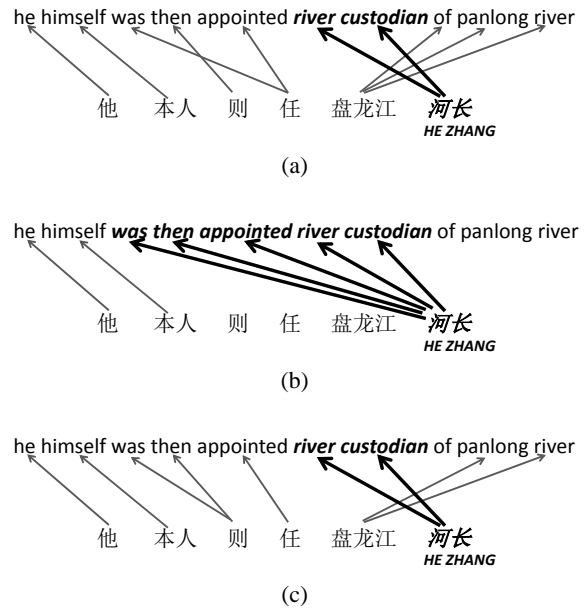 he himself was then appointed river custodian of panlong river
他 本人 则 任 盘龙江 河长
HE ZHANG
(a)
he himself was then appointed river custodian of panlong river
他 本人 则 任 盘龙江 河长
HE ZHANG
(b)
he himself was then appointed river custodian of panlong river
他 本人 则 任 盘龙江 河长
HE ZHANG
(c)